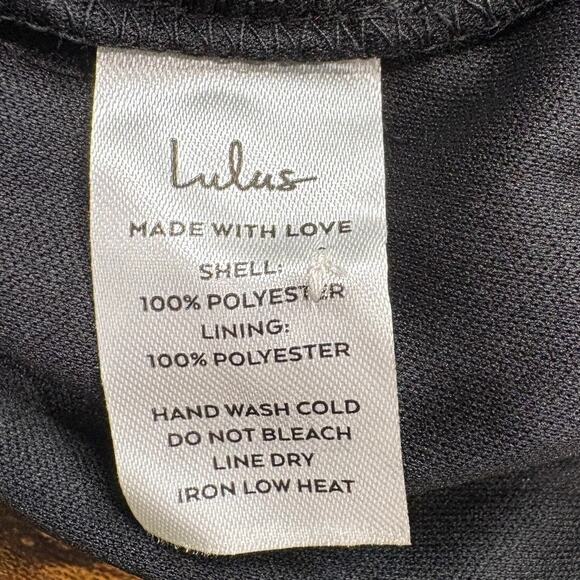 Lulus
MADE WITH LOVE
SHELL:
100% POLYESTER
LINING:
100% POLYESTER
HAND WASH COLD
DO NOT BLEACH
LINE DRY
IRON LOW HEAT